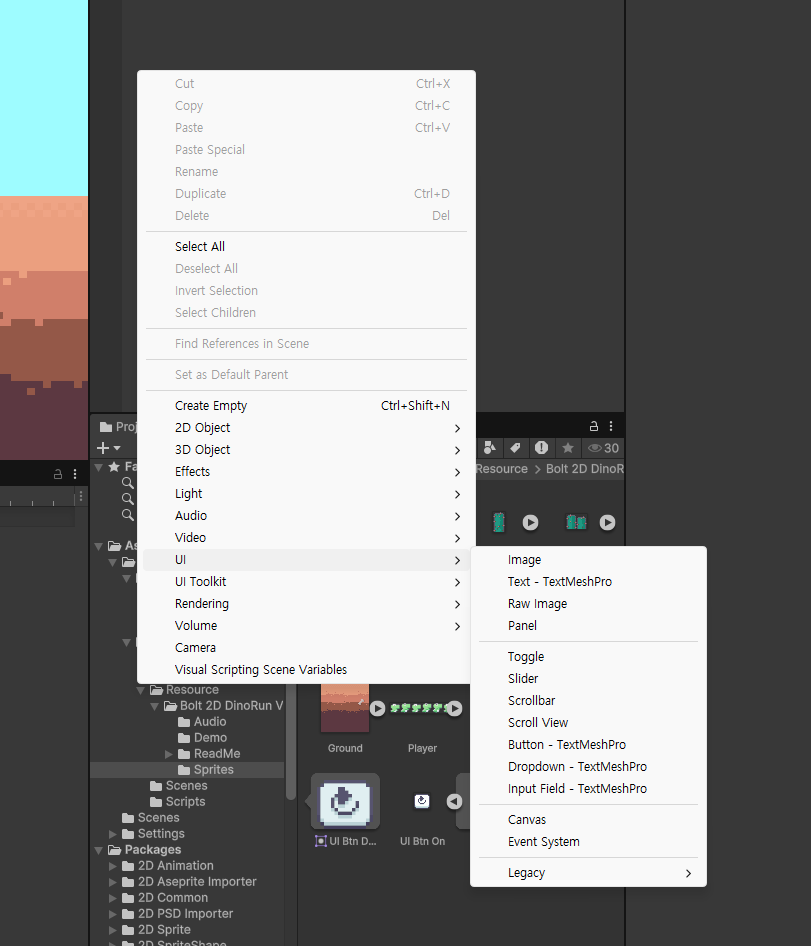 Cut Ctrl+X
Copy Ctrl+C
Paste Ctrl+V
Paste Special
Rename
Duplicate Ctrl+D
Delete Del
Select All
Deselect All
Invert Selection
Select Children
Find References in Scene
Set as Default Parent
Create Empty Ctrl+Shift+N
2D Object
3D Object
Effects
Light
Audio
Video
UI
UI Toolkit
Rendering
Volume
Camera
Visual Scripting Scene Variables
Image
Text - TextMeshPro
Raw Image
Panel
Toggle
Slider
Scrollbar
Scroll View
Button - TextMeshPro
Dropdown - TextMeshPro
Input Field - TextMeshPro
Canvas
Event System
Legacy
Proj
30
Fa
Resource > Bolt 2D DinoR
As
Resource
Bolt 2D DinoRun V
Audio
Demo
ReadMe
Sprites
Scenes
Scripts
Scenes
Settings
Packages
2D Animation
2D Aseprite Importer
2D Common
2D PSD Importer
2D Sprite
2D SpriteShape
Ground
Player
UI Btn D...
UI Btn On